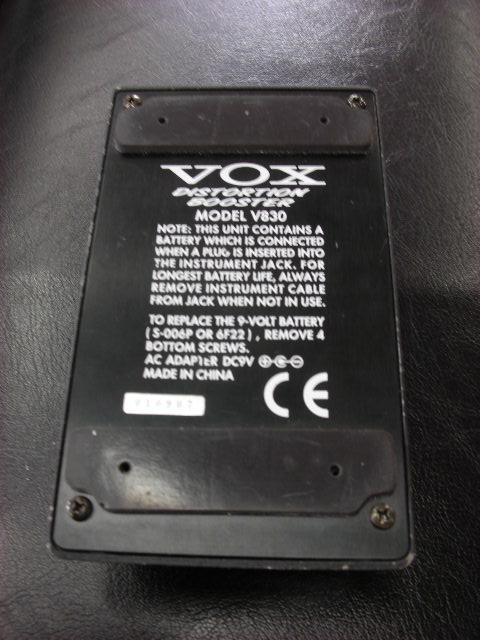 VOX
DISTORTION
BOOSTER
MODEL V830
NOTE: THIS UNIT CONTAINS A
BATTERY WHICH IS CONNECTED
WHEN A PLUG IS INSERTED INTO
THE INSTRUMENT JACK. FOR
LONGEST BATTERY LIFE, ALWAYS
REMOVE INSTRUMENT CABLE
FROM JACK WHEN NOT IN USE.
TO REPLACE THE 9-VOLT BATTERY
(S-006P OR 6F22), REMOVE 4
BOTTOM SCREWS.
AC ADAPTER DC9V
MADE IN CHINA
CE